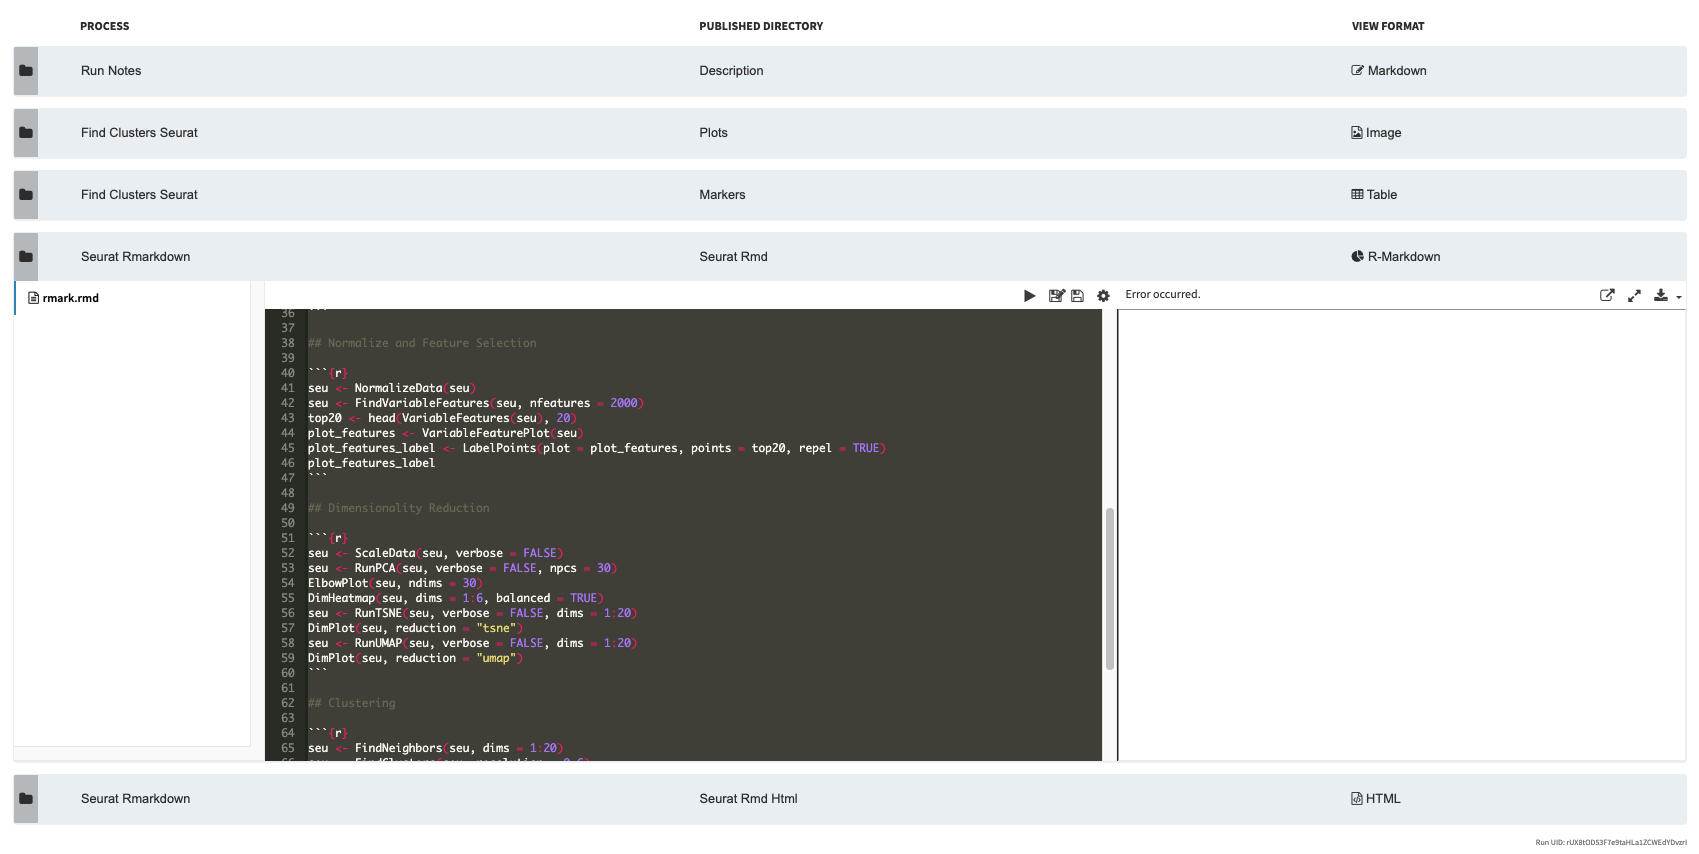 PROCESS PUBLISHED DIRECTORY VIEW FORMAT
Run Notes Description Markdown
Find Clusters Seurat Plots Image
Find Clusters Seurat Markers Table
Seurat Rmarkdown Seurat Rmd R-Markdown
rmark.rmd
Error occurred.
36 ```
37
38 ## Normalize and Feature Selection
39
40 ```{r}
41 seu <- NormalizeData(seu)
42 seu <- FindVariableFeatures(seu, nfeatures = 2000)
43 top20 <- head(VariableFeatures(seu), 20)
44 plot_features <- VariableFeaturePlot(seu)
45 plot_features_label <- LabelPoints(plot = plot_features, points = top20, repel = TRUE)
46 plot_features_label
47 ```
48
49 ## Dimensionality Reduction
50
51 ```{r}
52 seu <- ScaleData(seu, verbose = FALSE)
53 seu <- RunPCA(seu, verbose = FALSE, npcs = 30)
54 ElbowPlot(seu, ndims = 30)
55 DimHeatmap(seu, dims = 1:6, balanced = TRUE)
56 seu <- RunTSNE(seu, verbose = FALSE, dims = 1:20)
57 DimPlot(seu, reduction = "tsne")
58 seu <- RunUMAP(seu, verbose = FALSE, dims = 1:20)
59 DimPlot(seu, reduction = "umap")
60 ```
61
62 ## Clustering
63
64 ```{r}
65 seu <- FindNeighbors(seu, dims = 1:20)
Seurat Rmarkdown Seurat Rmd Html HTML
Run UID: